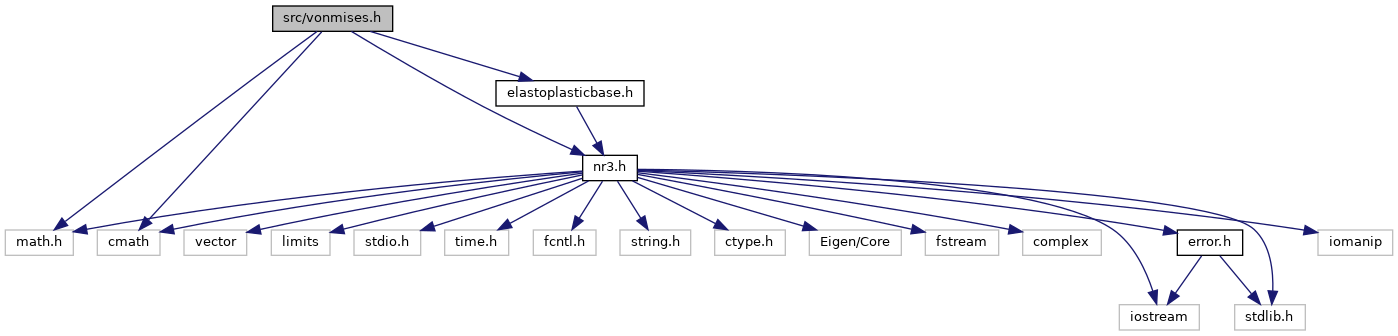 src/vonmises.h
elastoplasticbase.h
nr3.h
math.h
cmath
vector
limits
stdio.h
time.h
fcntl.h
string.h
ctype.h
Eigen/Core
fstream
complex
error.h
iomanip
iostream
stdlib.h